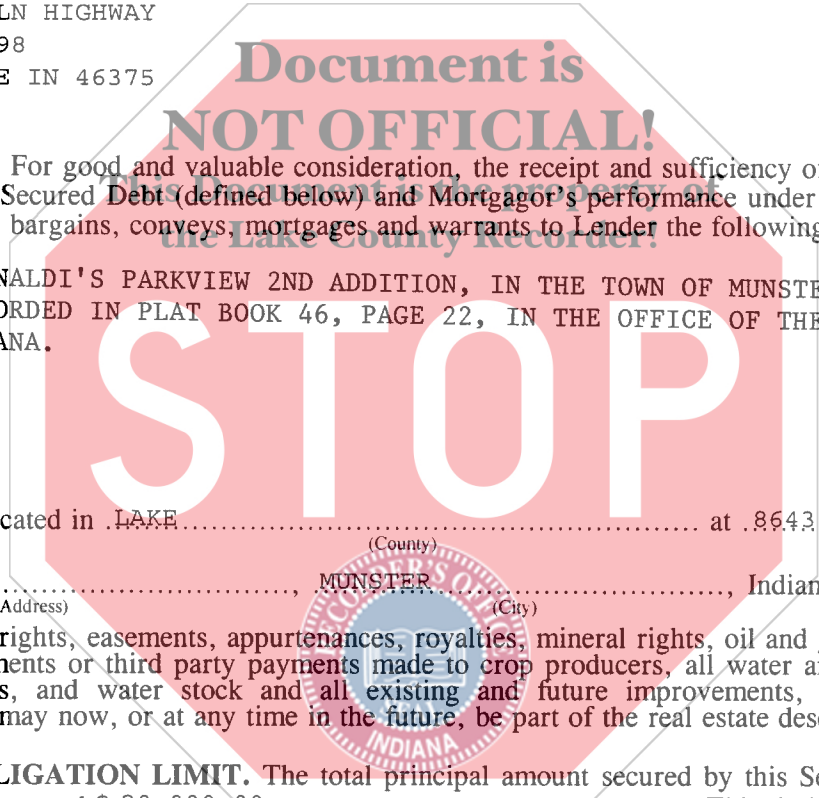 LN HIGHWAY
98
E IN 46375
Document is
NOT OFFICIAL!
This Document is the property of
the Lake County Recorder!
For good and valuable consideration, the receipt and sufficiency o
Secured Debt (defined below) and Mortgagor's performance under
bargains, conveys, mortgages and warrants to Lender the following
NALDI'S PARKVIEW 2ND ADDITION, IN THE TOWN OF MUNSTE
ORDED IN PLAT BOOK 46, PAGE 22, IN THE OFFICE OF THE
ANA.
STOP
cated in .LAKE.................................................................. at .8643
(County)
............................, .MUNSTER..................................., Indian
Address) (City)
rights, easements, appurtenances, royalties, mineral rights, oil and
nents or third party payments made to crop producers, all water a
s, and water stock and all existing and future improvements,
may now, or at any time in the future, be part of the real estate des
RECORDER'S OFFICE
SEAL
INDIANA
LIGATION LIMIT. The total principal amount secured by this Se